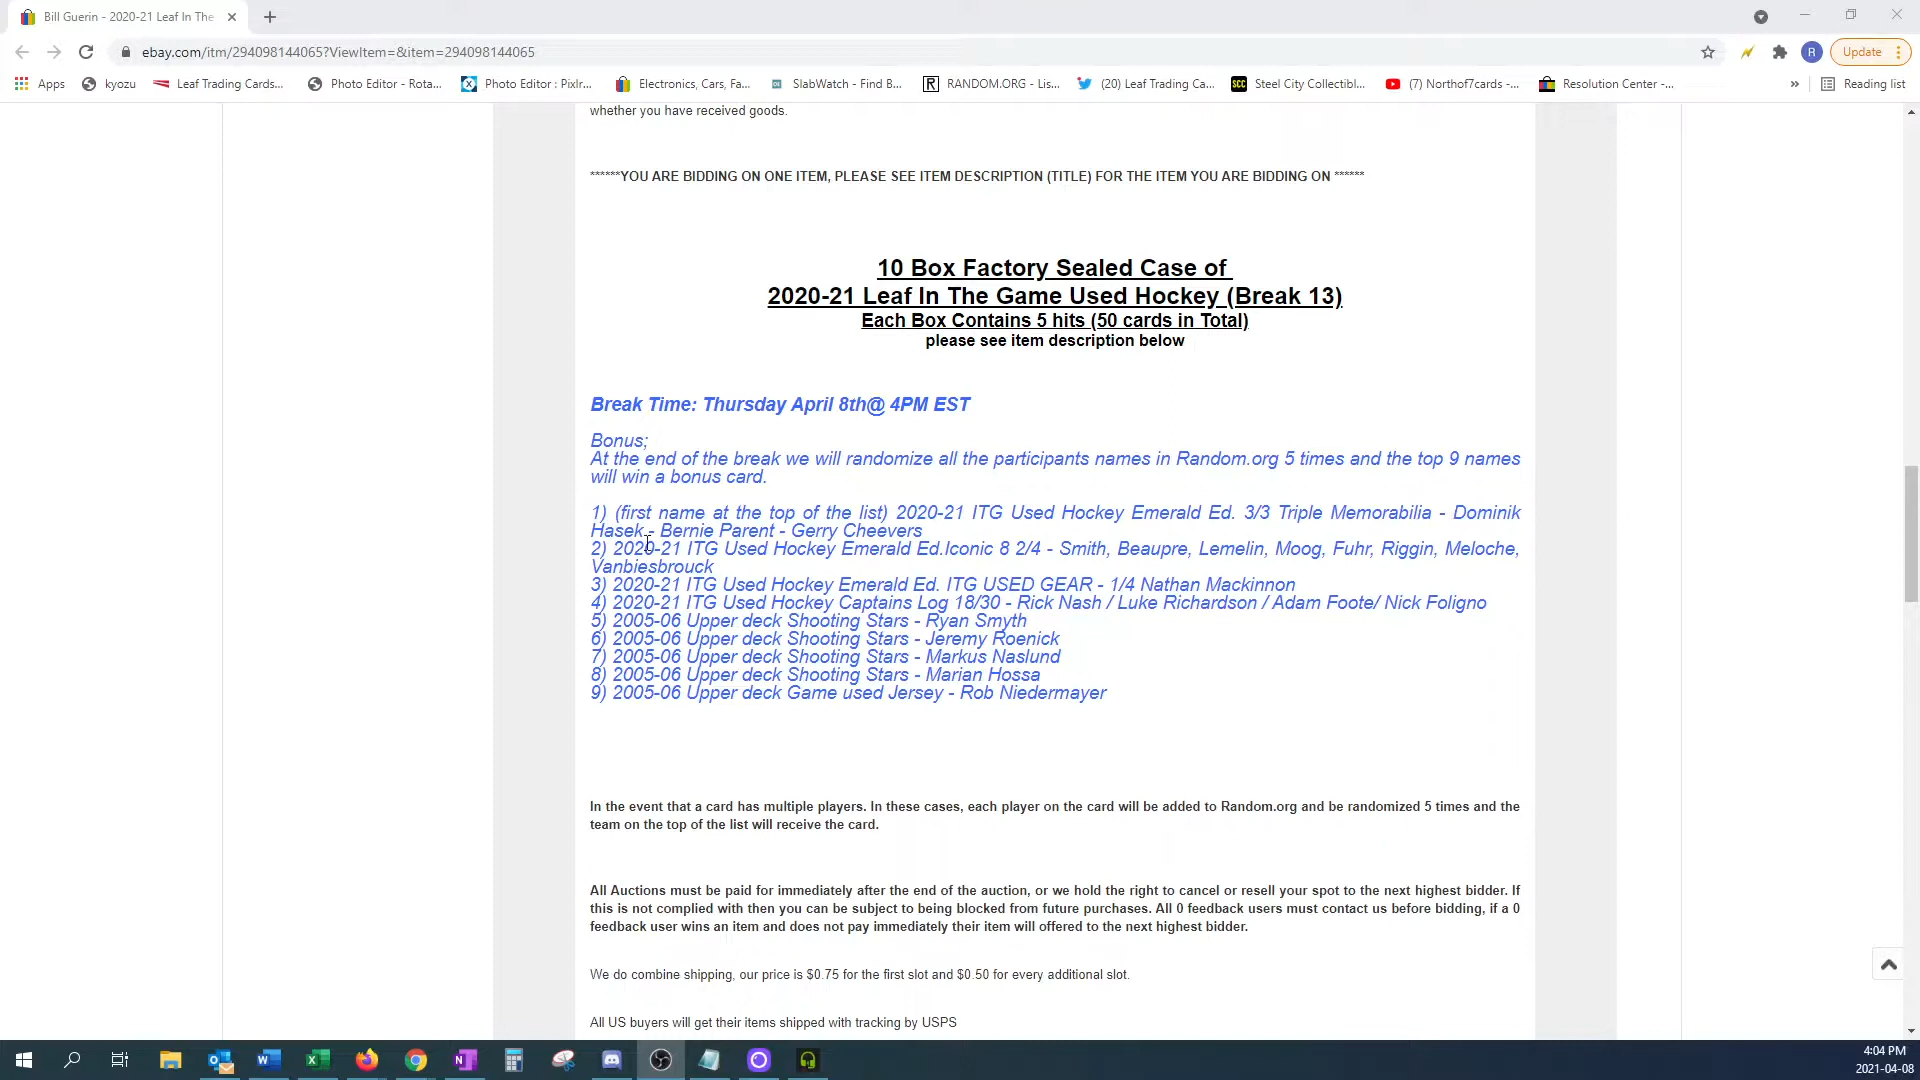 Bill Guerin - 2020-21 Leaf In The
ebay.com/itm/294098144065?ViewItem=&item=294098144065
Update
Apps
kyozu
Leaf Trading Cards...
Photo Editor - Rota...
Photo Editor : Pixlr...
Electronics, Cars, Fa...
SlabWatch - Find B...
RANDOM.ORG - Lis...
(20) Leaf Trading Ca...
Steel City Collectibl...
(7) Northof7cards -...
Resolution Center -...
»
Reading list
whether you have received goods.
******YOU ARE BIDDING ON ONE ITEM, PLEASE SEE ITEM DESCRIPTION (TITLE) FOR THE ITEM YOU ARE BIDDING ON ******
10 Box Factory Sealed Case of
2020-21 Leaf In The Game Used Hockey (Break 13)
Each Box Contains 5 hits (50 cards in Total)
please see item description below
Break Time: Thursday April 8th@ 4PM EST
Bonus;
At the end of the break we will randomize all the participants names in Random.org 5 times and the top 9 names
will win a bonus card.
1) (first name at the top of the list) 2020-21 ITG Used Hockey Emerald Ed. 3/3 Triple Memorabilia - Dominik
Hasek - Bernie Parent - Gerry Cheevers
2) 2020-21 ITG Used Hockey Emerald Ed.Iconic 8 2/4 - Smith, Beaupre, Lemelin, Moog, Fuhr, Riggin, Meloche,
Vanbiesbrouck
3) 2020-21 ITG Used Hockey Emerald Ed. ITG USED GEAR - 1/4 Nathan Mackinnon
4) 2020-21 ITG Used Hockey Captains Log 18/30 - Rick Nash / Luke Richardson / Adam Foote/ Nick Foligno
5) 2005-06 Upper deck Shooting Stars - Ryan Smyth
6) 2005-06 Upper deck Shooting Stars - Jeremy Roenick
7) 2005-06 Upper deck Shooting Stars - Markus Naslund
8) 2005-06 Upper deck Shooting Stars - Marian Hossa
9) 2005-06 Upper deck Game used Jersey - Rob Niedermayer
In the event that a card has multiple players. In these cases, each player on the card will be added to Random.org and be randomized 5 times and the
team on the top of the list will receive the card.
All Auctions must be paid for immediately after the end of the auction, or we hold the right to cancel or resell your spot to the next highest bidder. If
this is not complied with then you can be subject to being blocked from future purchases. All 0 feedback users must contact us before bidding, if a 0
feedback user wins an item and does not pay immediately their item will offered to the next highest bidder.
We do combine shipping, our price is $0.75 for the first slot and $0.50 for every additional slot.
All US buyers will get their items shipped with tracking by USPS
4:04 PM
2021-04-08